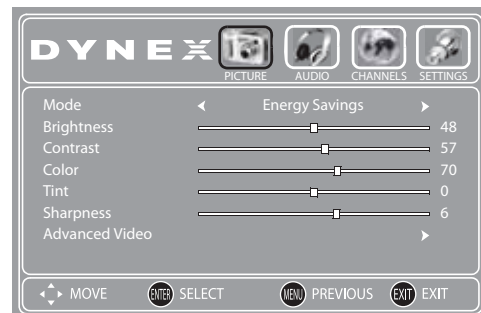 DYNEX
PICTURE AUDIO CHANNELS SETTINGS
Mode Energy Savings
Brightness 48
Contrast 57
Color 70
Tint 0
Sharpness 6
Advanced Video
MOVE ENTER SELECT MENU PREVIOUS EXIT EXIT